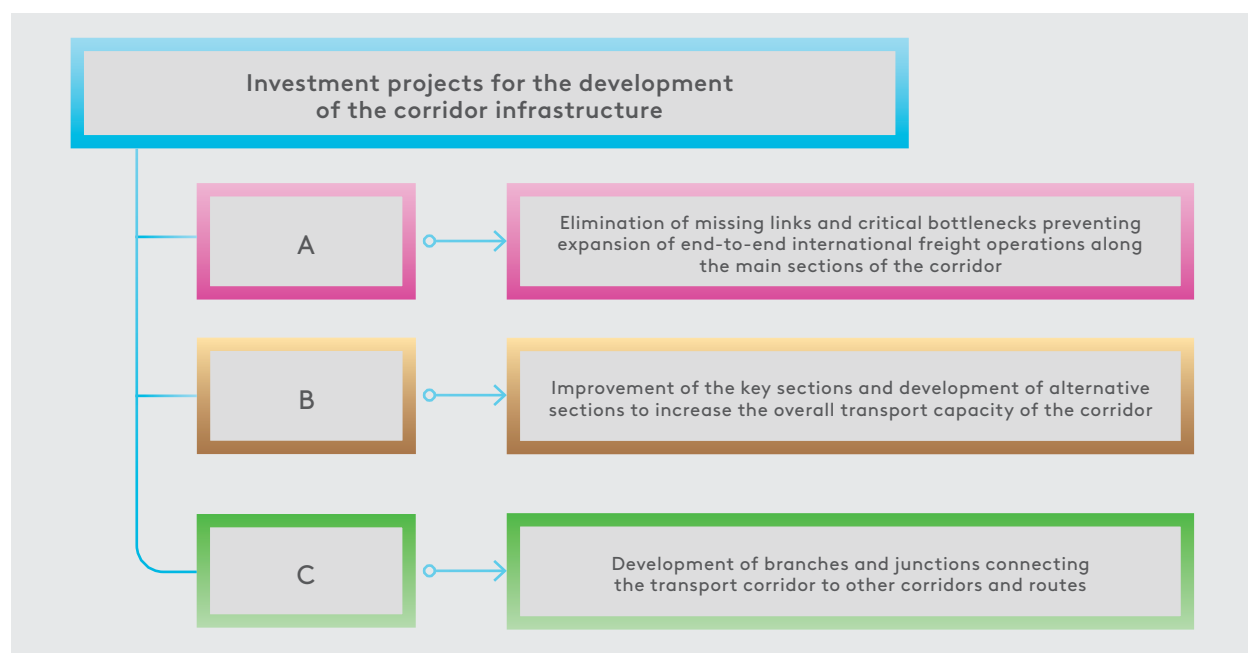 Investment projects for the development
of the corridor infrastructure
A
Elimination of missing links and critical bottlenecks preventing
expansion of end-to-end international freight operations along
the main sections of the corridor
B
Improvement of the key sections and development of alternative
sections to increase the overall transport capacity of the corridor
C
Development of branches and junctions connecting
the transport corridor to other corridors and routes